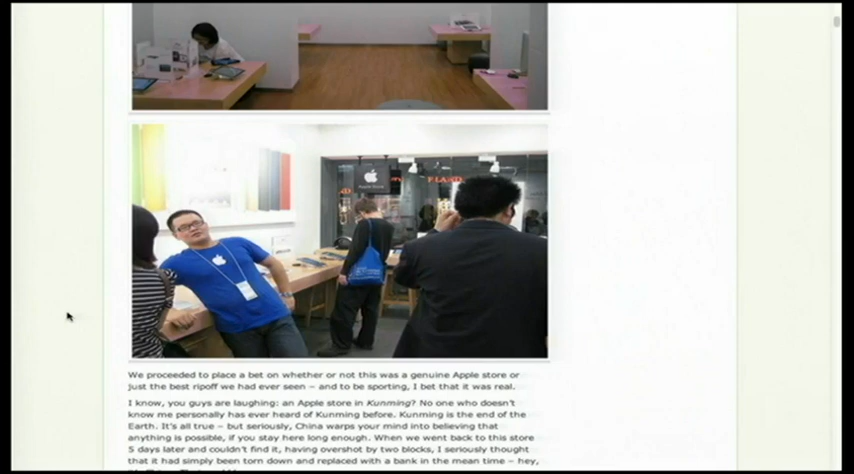 Apple Store
We proceeded to place a bet on whether or not this was a genuine Apple store or
just the best ripoff we had ever seen – and to be sporting, I bet that it was real.
I know, you guys are laughing: an Apple store in Kunming? No one who doesn't
know me personally has ever heard of Kunming before. Kunming is the end of the
Earth. It's all true – but seriously, China warps your mind into believing that
anything is possible, if you stay here long enough. When we went back to this store
5 days later and couldn't find it, having overshot by two blocks, I seriously thought
that it had simply been torn down and replaced with a bank in the mean time – hey,